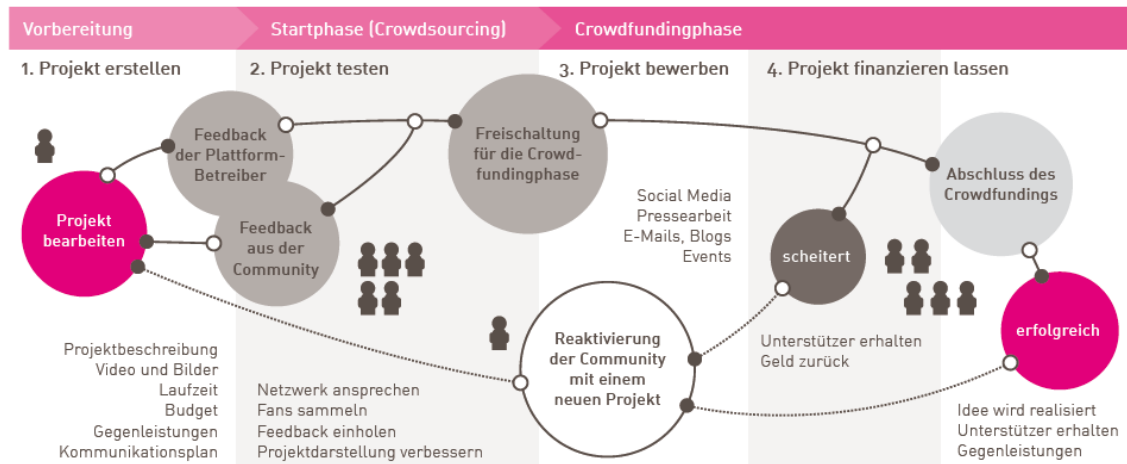 Vorbereitung
Startphase (Crowdsourcing)
Crowdfundingphase
1. Projekt erstellen
2. Projekt testen
3. Projekt bewerben
4. Projekt finanzieren lassen
Projekt
bearbeiten
Feedback
der Plattform-
Betreiber
Feedback
aus der
Community
Freischaltung
für die Crowd-
fundingphase
Social Media
Pressearbeit
E-Mails, Blogs
Events
scheitert
Abschluss des
Crowdfundings
erfolgreich
Reaktivierung
der Community
mit einem
neuen Projekt
Unterstützer erhalten
Geld zurück
Projektbeschreibung
Video und Bilder
Laufzeit
Budget
Gegenleistungen
Kommunikationsplan
Netzwerk ansprechen
Fans sammeln
Feedback einholen
Projektdarstellung verbessern
Idee wird realisiert
Unterstützer erhalten
Gegenleistungen